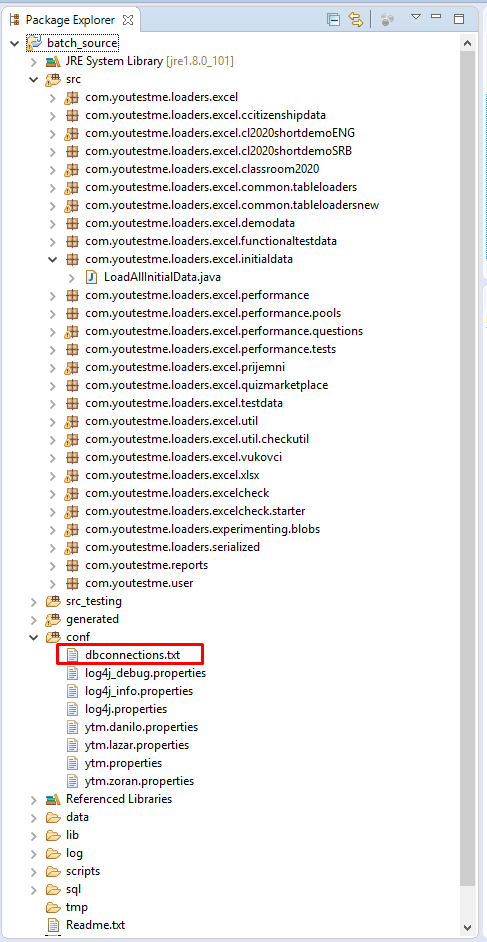 Package Explorer
batch_source
JRE System Library [jre1.8.0_101]
src
com.youtestme.loaders.excel
com.youtestme.loaders.excel.ccitizenshipdata
com.youtestme.loaders.excel.cl2020shortdemoENG
com.youtestme.loaders.excel.cl2020shortdemoSRB
com.youtestme.loaders.excel.classroom2020
com.youtestme.loaders.excel.common.tableloaders
com.youtestme.loaders.excel.common.tableloadersnew
com.youtestme.loaders.excel.demodata
com.youtestme.loaders.excel.functionaltestdata
com.youtestme.loaders.excel.initialdata
LoadAllInitialData.java
com.youtestme.loaders.excel.performance
com.youtestme.loaders.excel.performance.pools
com.youtestme.loaders.excel.performance.questions
com.youtestme.loaders.excel.performance.tests
com.youtestme.loaders.excel.prijemni
com.youtestme.loaders.excel.quizmarketplace
com.youtestme.loaders.excel.testdata
com.youtestme.loaders.excel.util
com.youtestme.loaders.excel.util.checkutil
com.youtestme.loaders.excel.vukovci
com.youtestme.loaders.excel.xlsx
com.youtestme.loaders.excelcheck
com.youtestme.loaders.excelcheck.starter
com.youtestme.loaders.experimenting.blobs
com.youtestme.loaders.serialized
com.youtestme.reports
com.youtestme.user
src_testing
generated
conf
dbconnections.txt
log4j_debug.properties
log4j_info.properties
log4j.properties
ytm.danilo.properties
ytm.lazar.properties
ytm.properties
ytm.zoran.properties
Referenced Libraries
data
lib
log
scripts
sql
tmp
Readme.txt